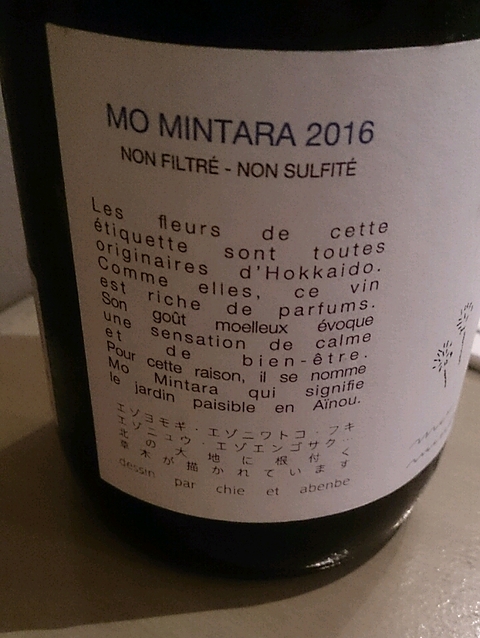 MO MINTARA 2016
NON FILTRÉ - NON SULFITÉ
Les fleurs de cette
étiquette sont toutes
originaires d'Hokkaido.
Comme elles, ce vin
est riche de parfums.
Son goût moelleux évoque
une sensation de calme
et de bien-être.
Pour cette raison, il se nomme
Mo Mintara qui signifie
le jardin paisible en Aïnou.
エゾヨモギ・エゾニワトコ・フキ
エゾニュウ・エゾエンゴサク・・
北の大地に根付く
草木が描かれています
dessin par chie et abenbe